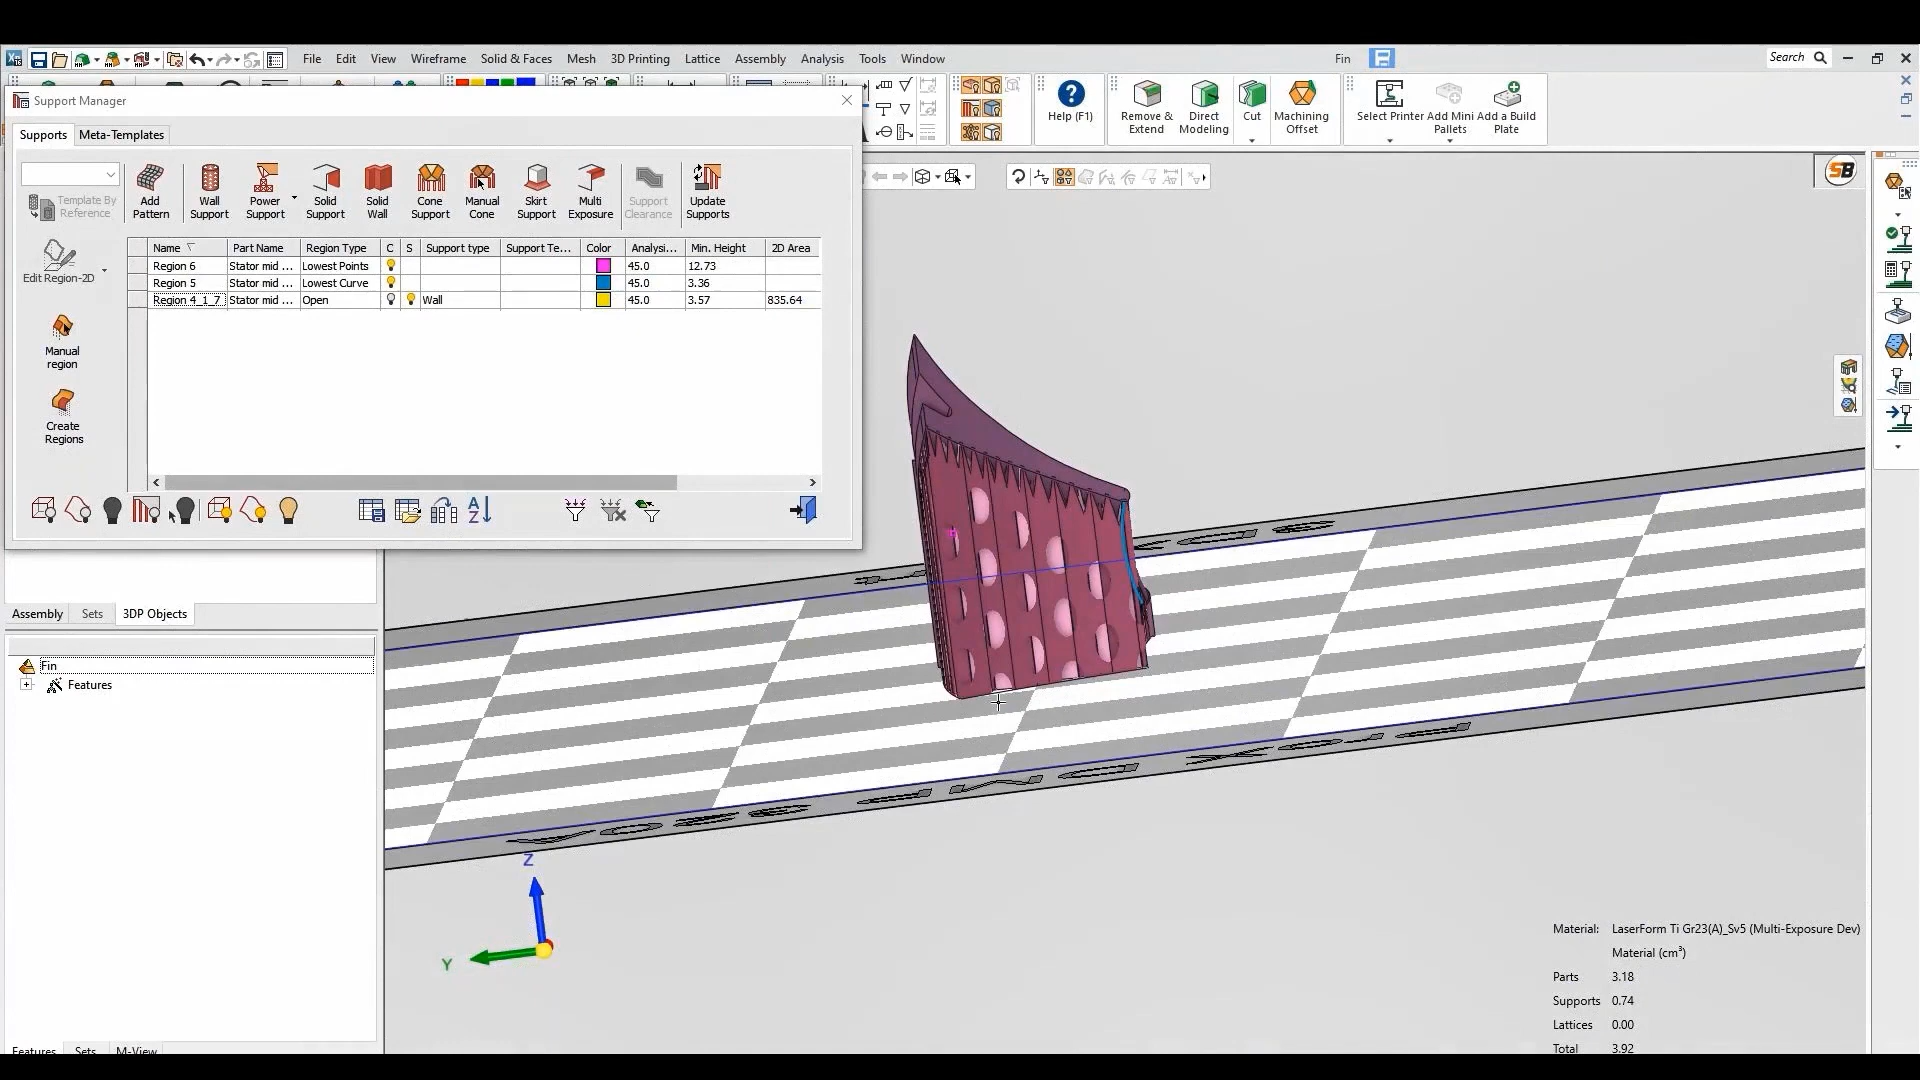 File Edit View Wireframe Solid & Faces Mesh 3D Printing Lattice Assembly Analysis Tools Window Fin Search
Support Manager
Supports Meta-Templates
Template By Reference
Add Pattern
Wall Support
Power Support
Solid Support
Solid Wall
Cone Support
Manual Cone
Skirt Support
Multi Exposure
Support Clearance
Update Supports
Help (F1)
Remove & Extend
Direct Modeling
Cut
Machining Offset
Select Printer
Add Mini Pallets
Add a Build Plate
SB
Edit Region-2D
Manual region
Create Regions
Name Part Name Region Type C S Support type Support Te... Color Analysi... Min. Height 2D Area
Region 6 Stator mid ... Lowest Points 45.0 12.73
Region 5 Stator mid ... Lowest Curve 45.0 3.36
Region 4_1_7 Stator mid ... Open Wall 45.0 3.57 835.64
A
Z
Assembly Sets 3DP Objects
Fin
Features
Z
Y
Material: LaserForm Ti Gr23(A)_Sv5 (Multi-Exposure Dev)
Material (cm³)
Parts 3.18
Supports 0.74
Lattices 0.00
Total 3.92
Features Sets M-View